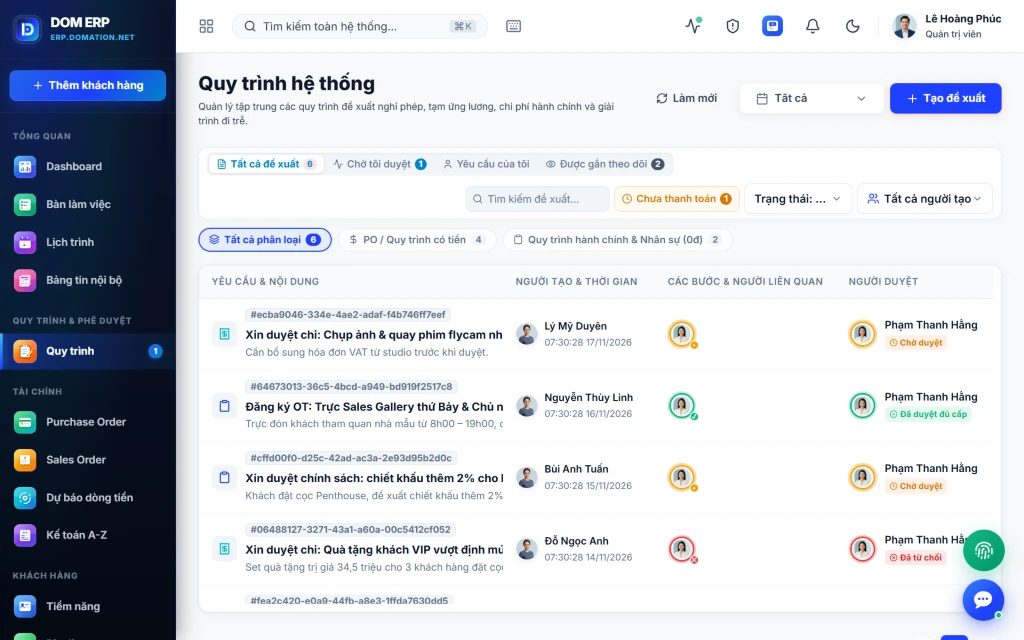 DOM ERP
ERP.DOMATION.NET
+ Thêm khách hàng
TỔNG QUAN
Dashboard
Bàn làm việc
Lịch trình
Bảng tin nội bộ
QUY TRÌNH & PHÊ DUYỆT
Quy trình 1
TÀI CHÍNH
Purchase Order
Sales Order
Dự báo dòng tiền
Kế toán A-Z
KHÁCH HÀNG
Tiềm năng
Tìm kiếm toàn hệ thống... ⌘K
Lê Hoàng Phúc
Quản trị viên
Quy trình hệ thống
Quản lý tập trung các quy trình đề xuất nghỉ phép, tạm ứng lương, chi phí hành chính và giải
trình đi trễ.
Làm mới
Tất cả
+ Tạo đề xuất
Tất cả đề xuất 6
Chờ tôi duyệt 1
Yêu cầu của tôi
Được gắn theo dõi 2
Tìm kiếm đề xuất...
Chưa thanh toán 1
Trạng thái: ...
Tất cả người tạo
Tất cả phân loại 6
PO / Quy trình có tiền 4
Quy trình hành chính & Nhân sự (0đ) 2
YÊU CẦU & NỘI DUNG
NGƯỜI TẠO & THỜI GIAN
CÁC BƯỚC & NGƯỜI LIÊN QUAN
NGƯỜI DUYỆT
#ecba9046-334e-4ae2-adaf-f4b746ff7eef
Xin duyệt chi: Chụp ảnh & quay phim flycam nh
Cần bổ sung hóa đơn VAT từ studio trước khi duyệt.
Lý Mỹ Duyên
07:30:28 17/11/2026
Phạm Thanh Hằng
Chờ duyệt
#64673013-36c5-4bcd-a949-bd919f2517c8
Đăng ký OT: Trực Sales Gallery thứ Bảy & Chủ n
Trực đón khách tham quan nhà mẫu từ 8h00 – 19h00, c
Nguyễn Thùy Linh
07:30:28 16/11/2026
Phạm Thanh Hằng
Đã duyệt đủ cấp
#cffd00f0-d25c-42ad-ac3a-2e93d95b2d0c
Xin duyệt chính sách: chiết khấu thêm 2% cho
Khách đặt cọc Penthouse, đề xuất chiết khấu thêm 2%
Bùi Anh Tuấn
07:30:28 15/11/2026
Phạm Thanh Hằng
Chờ duyệt
#06488127-3271-43a1-a60a-00c5412cf052
Xin duyệt chi: Quà tặng khách VIP vượt định mứ
Set quà tặng trị giá 34,5 triệu cho 3 khách hàng đặt cọc
Đỗ Ngọc Anh
07:30:28 14/11/2026
Phạm Thanh Hằ
Đã từ chối
#fea2c420-e0a9-44fb-a8e3-1ffda7630dd5